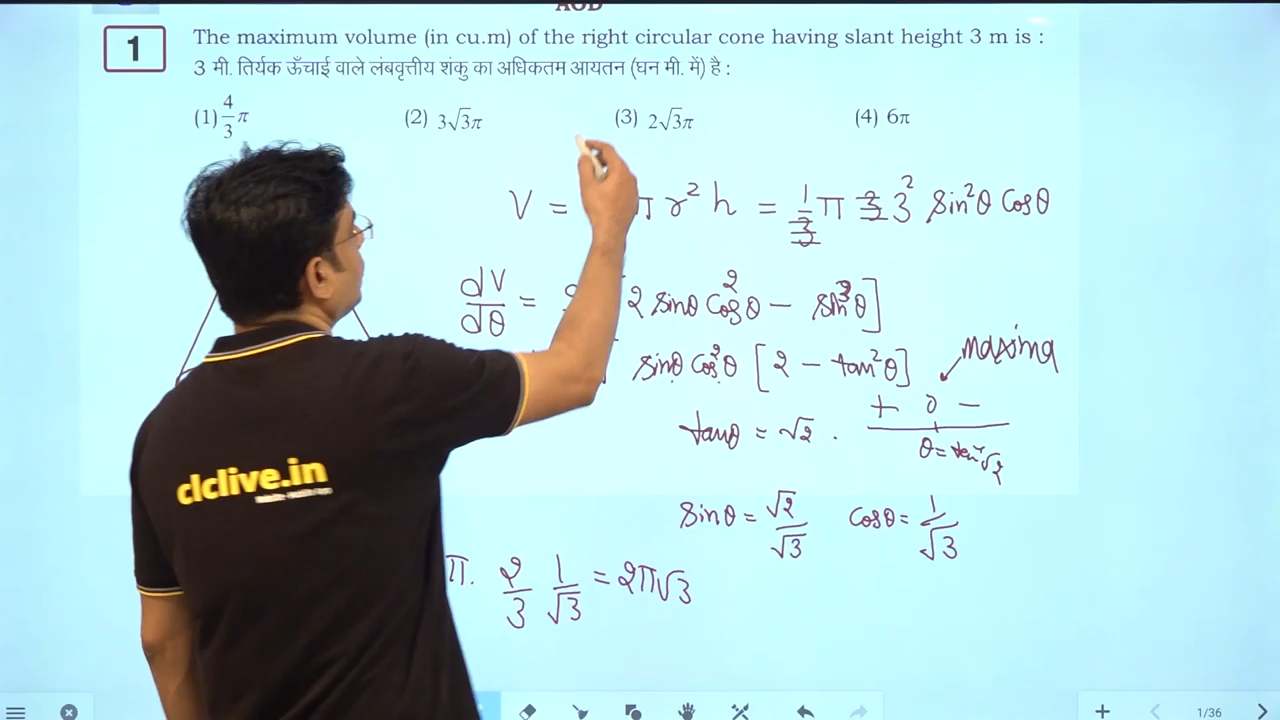 AOD
1 The maximum volume (in cu.m) of the right circular cone having slant height 3 m is :
3 मी. तिर्यक ऊँचाई वाले लंबवृत्तीय शंकु का अधिकतम आयतन (घन मी. में) है :
(1) 4/3 π (2) 3√3π (3) 2√3π (4) 6π
V = π r² h = 1/3 π 3 3² sin²θ cosθ
dV/dθ = 2 sinθ cos²θ − sin³θ]
sinθ cos²θ [2 − tan²θ] maxima
tanθ = √2 . + 0 −
θ = tan⁻¹√2
sinθ = √2/√3 cosθ = 1/√3
π. 2/3 1/√3 = 2π√3
clclive.in
1/36